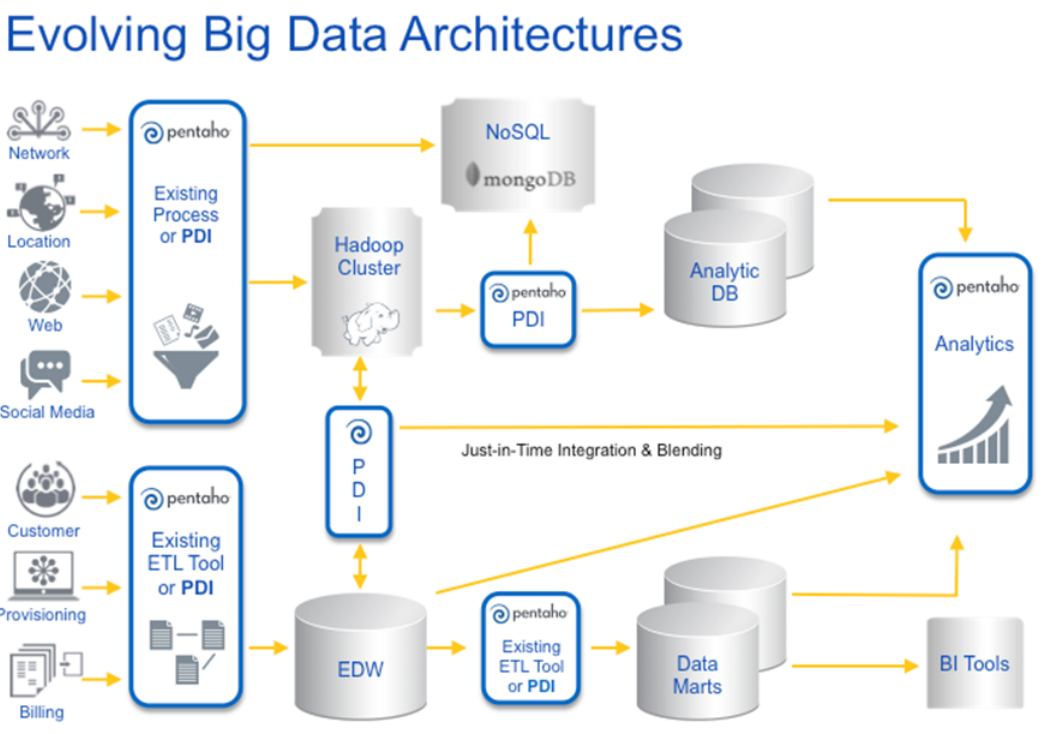 Evolving Big Data Architectures
Network
Location
Web
Social Media
pentaho
Existing
Process
or PDI
NoSQL
mongoDB
Hadoop
Cluster
pentaho
PDI
Analytic
DB
pentaho
Analytics
P
D
I
Just-in-Time Integration & Blending
Customer
Provisioning
Billing
pentaho
Existing
ETL Tool
or PDI
EDW
pentaho
Existing
ETL Tool
or PDI
Data
Marts
BI Tools